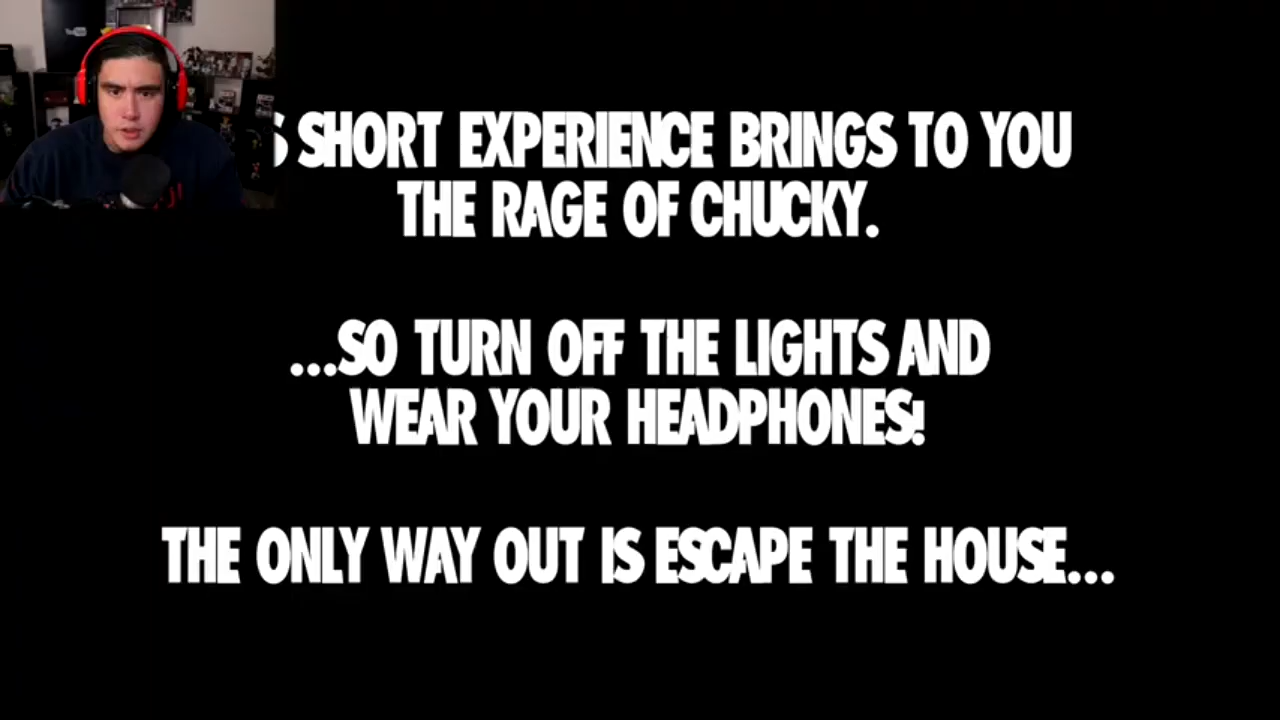 SHORT EXPERIENCE BRINGS TO YOU
THE RAGE OF CHUCKY.
...SO TURN OFF THE LIGHTS AND
WEAR YOUR HEADPHONES!
THE ONLY WAY OUT IS ESCAPE THE HOUSE...